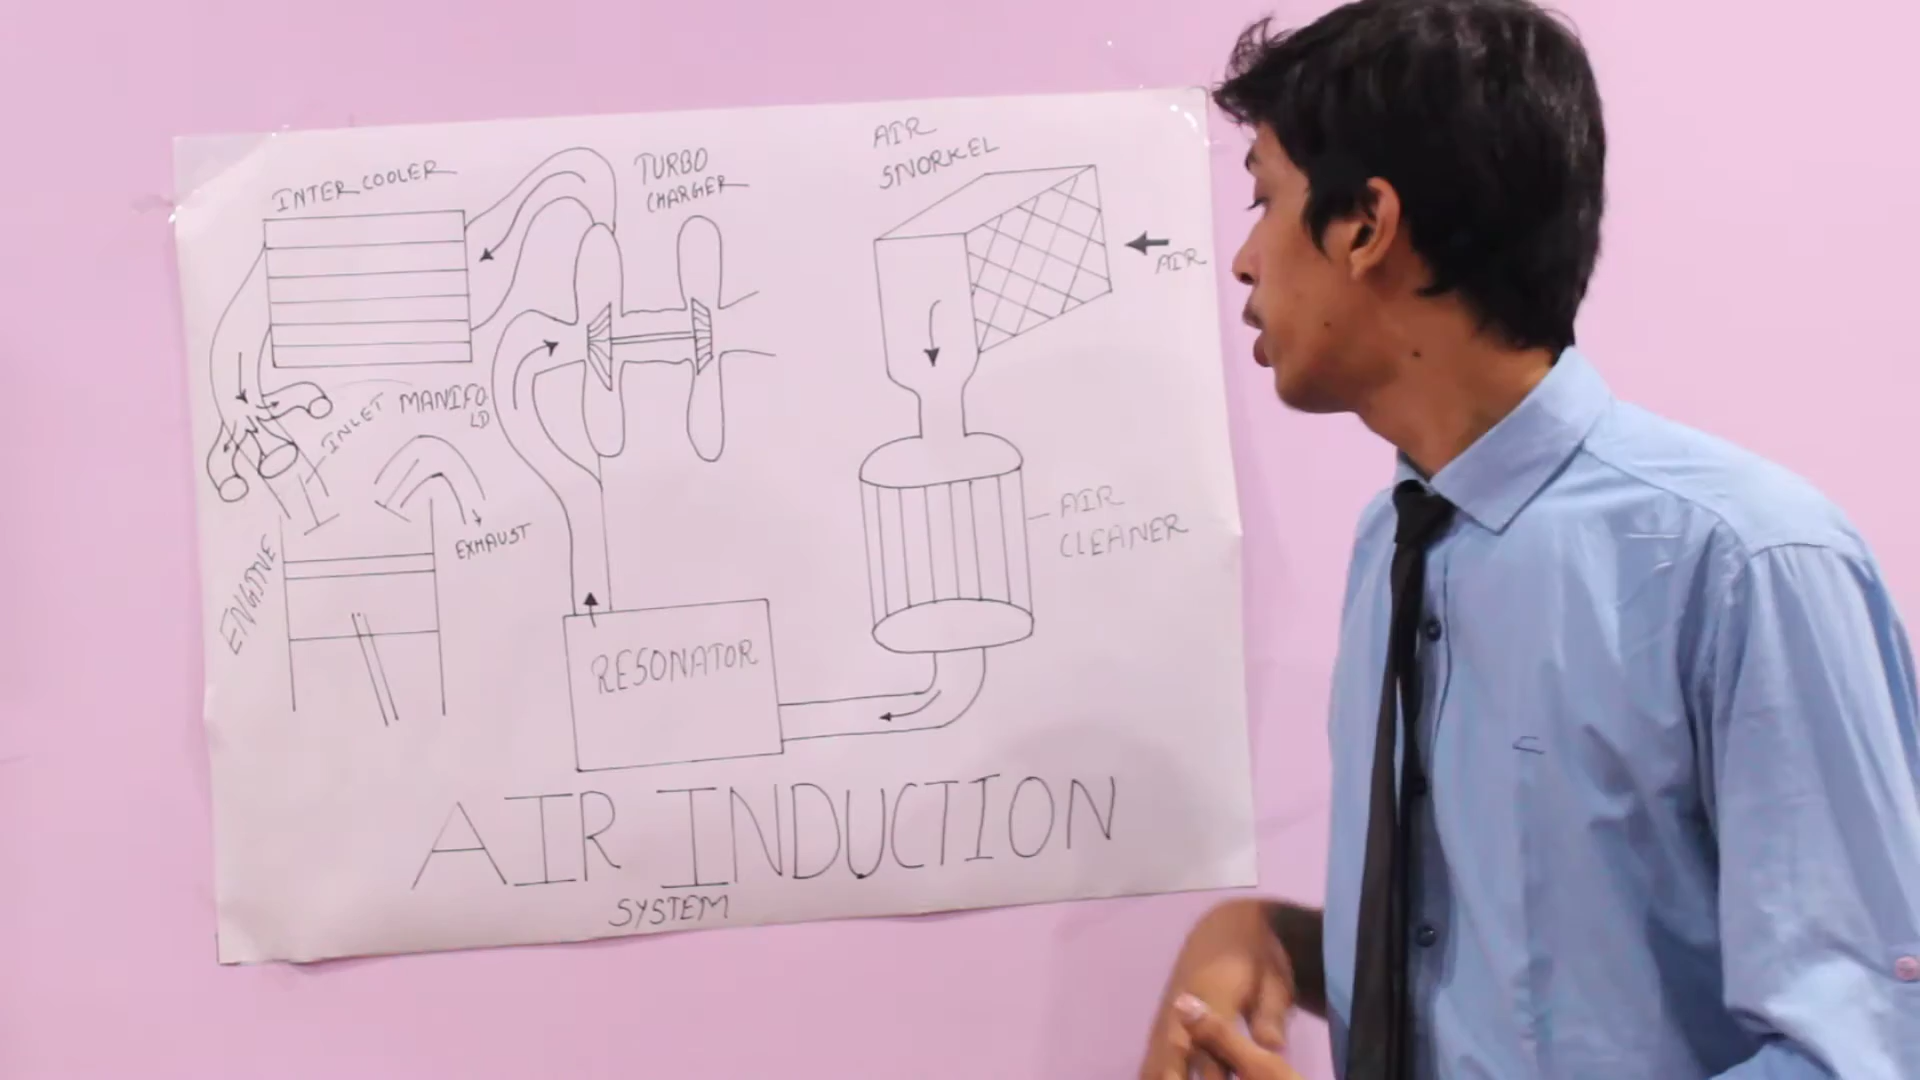 AIR
SNORKEL
TURBO
CHARGER
INTER COOLER
AIR
INLET MANIFO
LD
AIR
CLEANER
EXHAUST
ENGINE
RESONATOR
AIR INDUCTION
SYSTEM